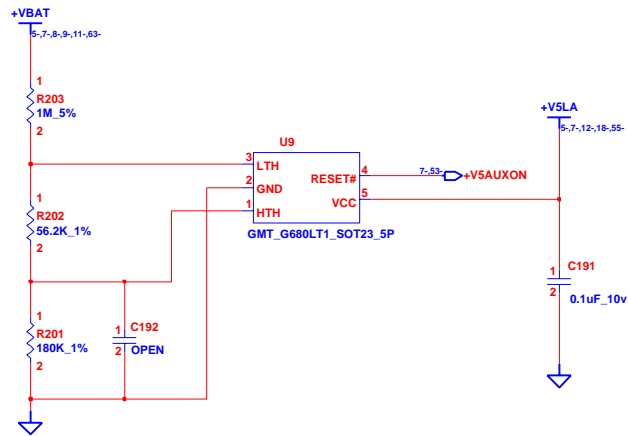 +VBAT
5-,7-,8-,9-,11-,63-
1
R203
1M_5%
2
+V5LA
5-,7-,12-,18-,55-
U9
3
LTH
2
GND
1
HTH
RESET#
4
VCC
5
7-,53-
+V5AUXON
GMT_G680LT1_SOT23_5P
1
R202
56.2K_1%
2
1
C191
2
0.1uF_10v
1
R201
180K_1%
2
1
C192
2
OPEN